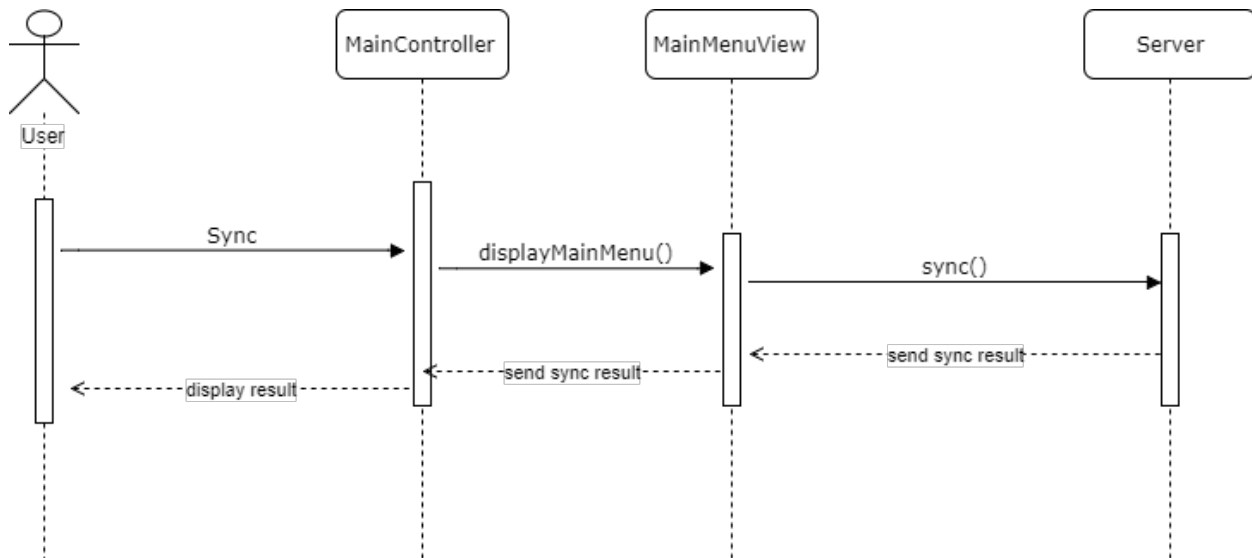 MainController
MainMenuView
Server
User
Sync
displayMainMenu()
sync()
send sync result
send sync result
display result